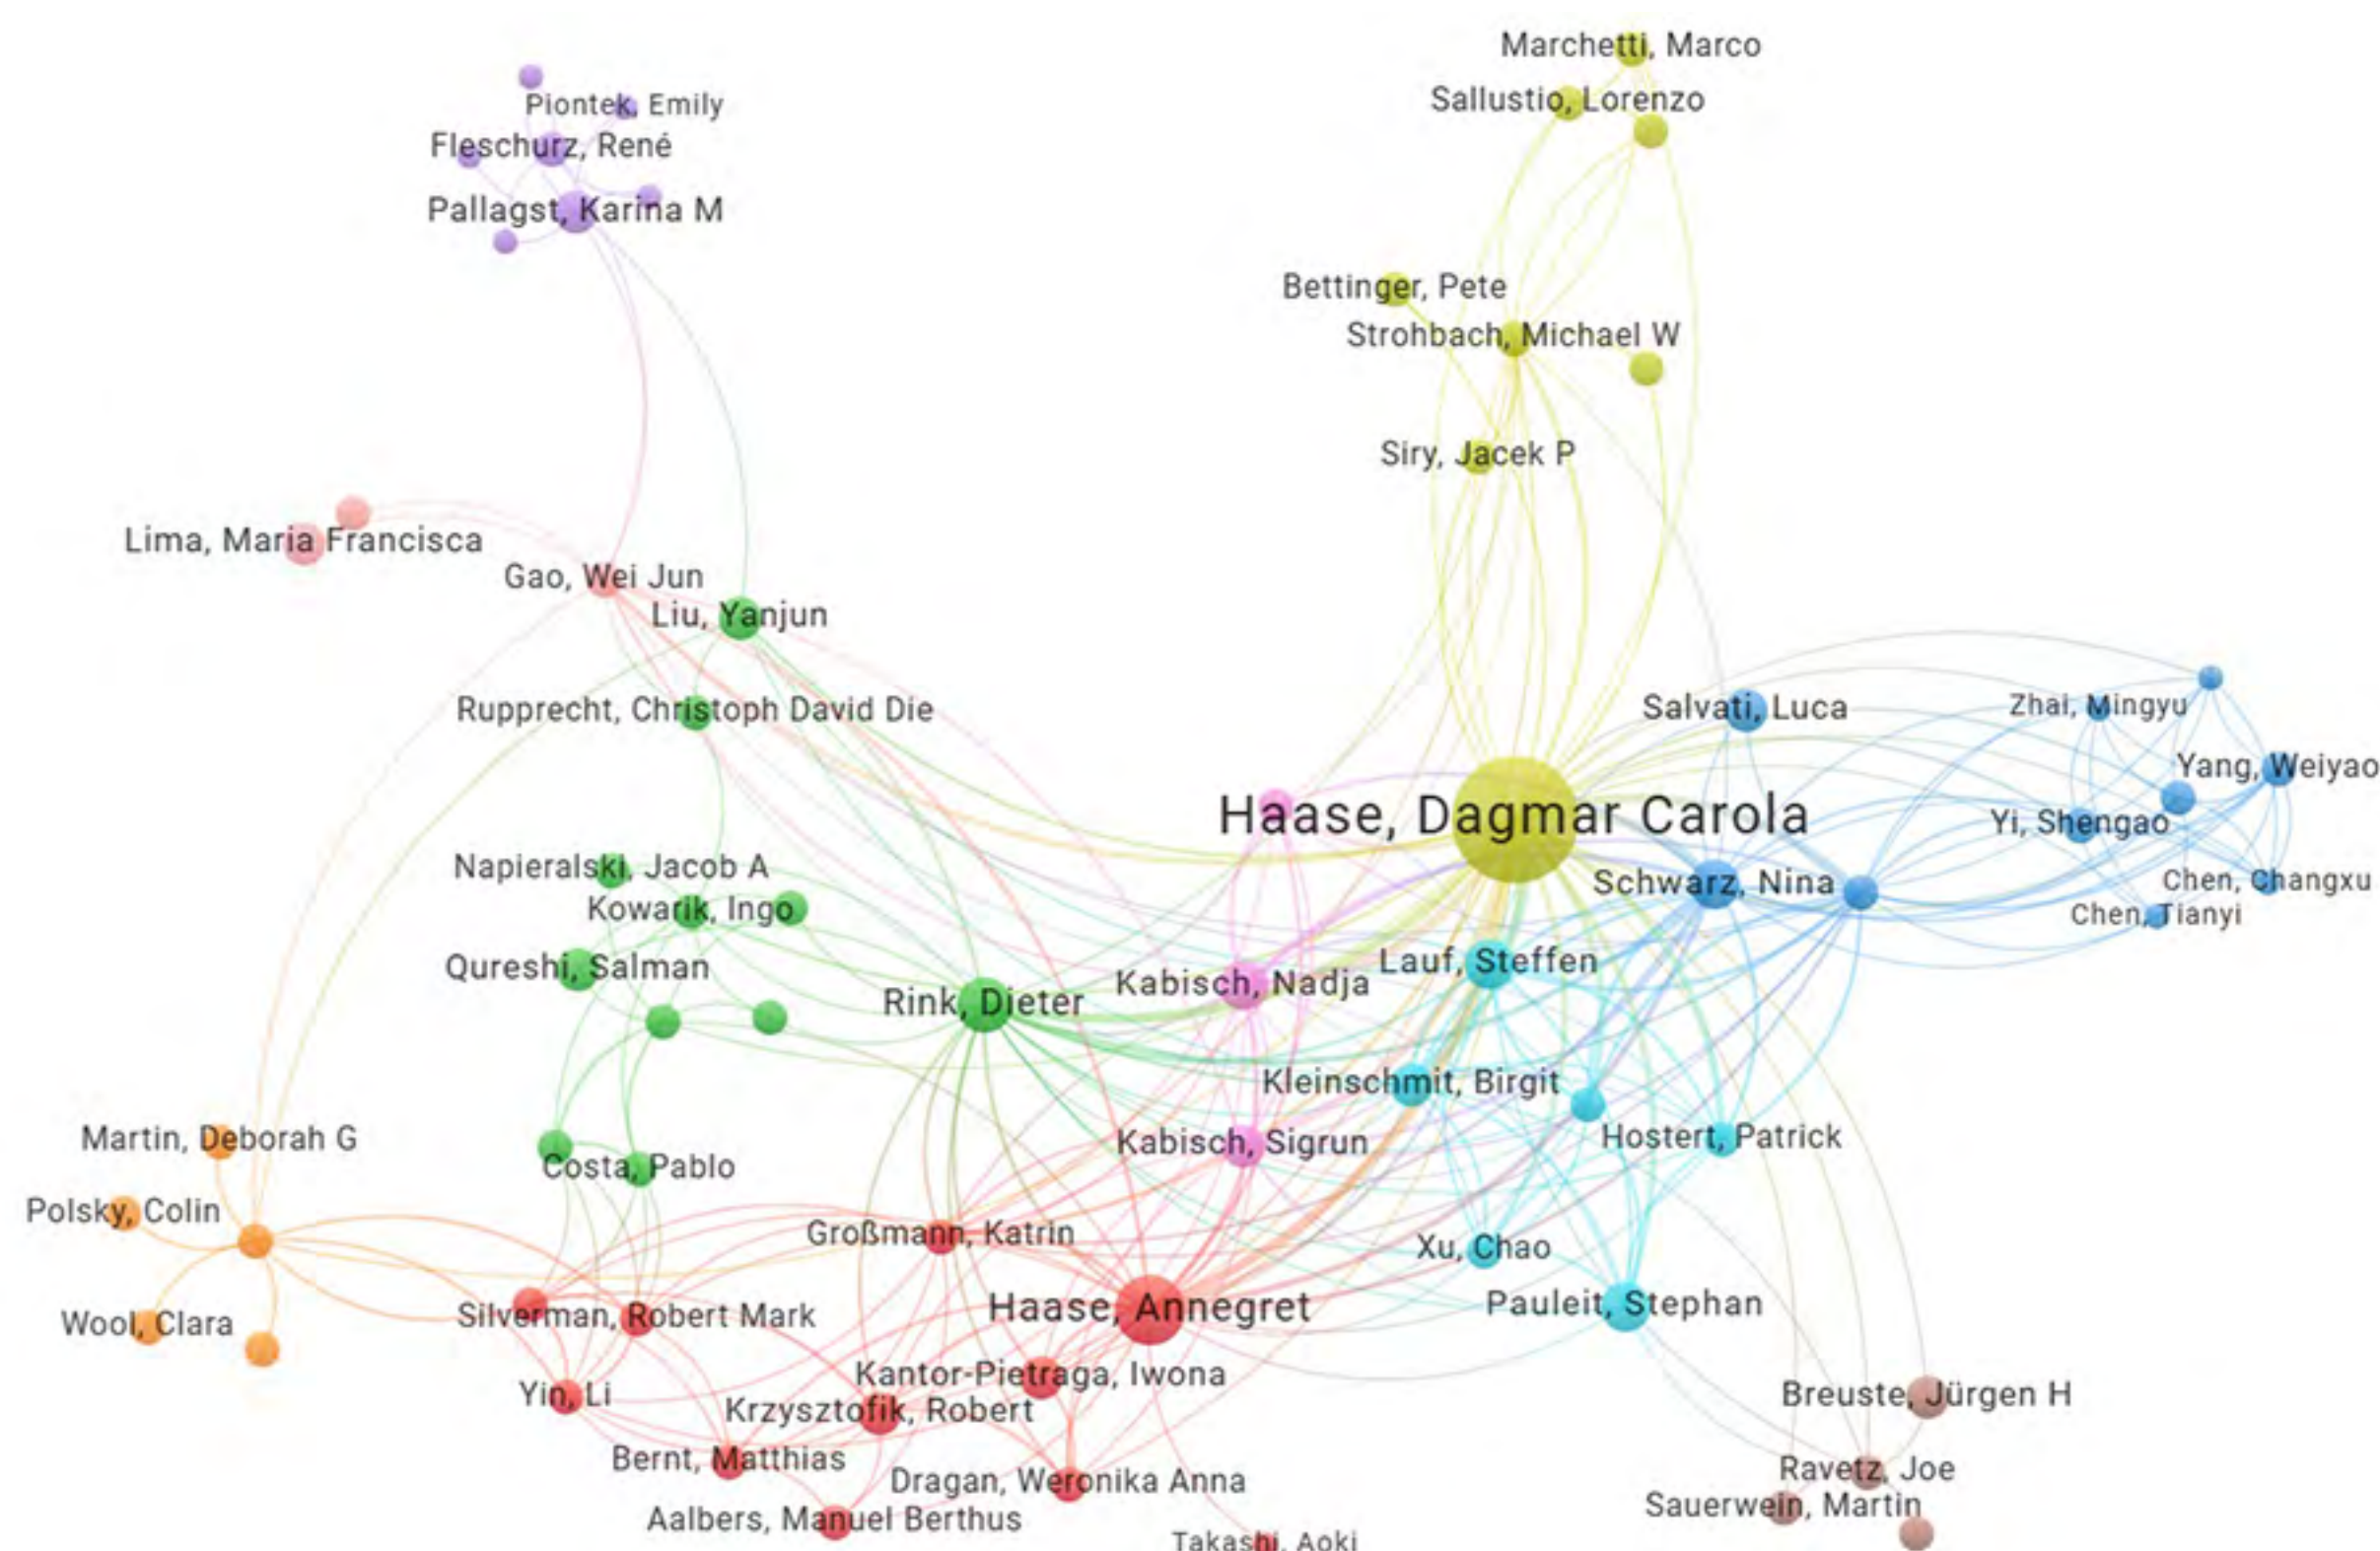 Marchetti, Marco
Sallustio, Lorenzo
Piontek, Emily
Fleschurz, René
Pallagst, Karina M
Bettinger, Pete
Strohbach, Michael W
Siry, Jacek P
Lima, Maria Francisca
Gao, Wei Jun
Liu, Yanjun
Rupprecht, Christoph David Die
Salvati, Luca
Zhai, Mingyu
Yang, Weiyao
Haase, Dagmar Carola
Yi, Shengao
Napieralski, Jacob A
Schwarz, Nina
Chen, Changxu
Kowarik, Ingo
Chen, Tianyi
Qureshi, Salman
Lauf, Steffen
Kabisch, Nadja
Rink, Dieter
Kleinschmit, Birgit
Martin, Deborah G
Kabisch, Sigrun
Hostert, Patrick
Costa, Pablo
Polsky, Colin
Großmann, Katrin
Xu, Chao
Wool, Clara
Silverman, Robert Mark
Haase, Annegret
Pauleit, Stephan
Kantor-Pietraga, Iwona
Yin, Li
Krzysztofik, Robert
Breuste, Jürgen H
Bernt, Matthias
Ravetz, Joe
Dragan, Weronika Anna
Sauerwein, Martin
Aalbers, Manuel Berthus
Takashi, Aoki